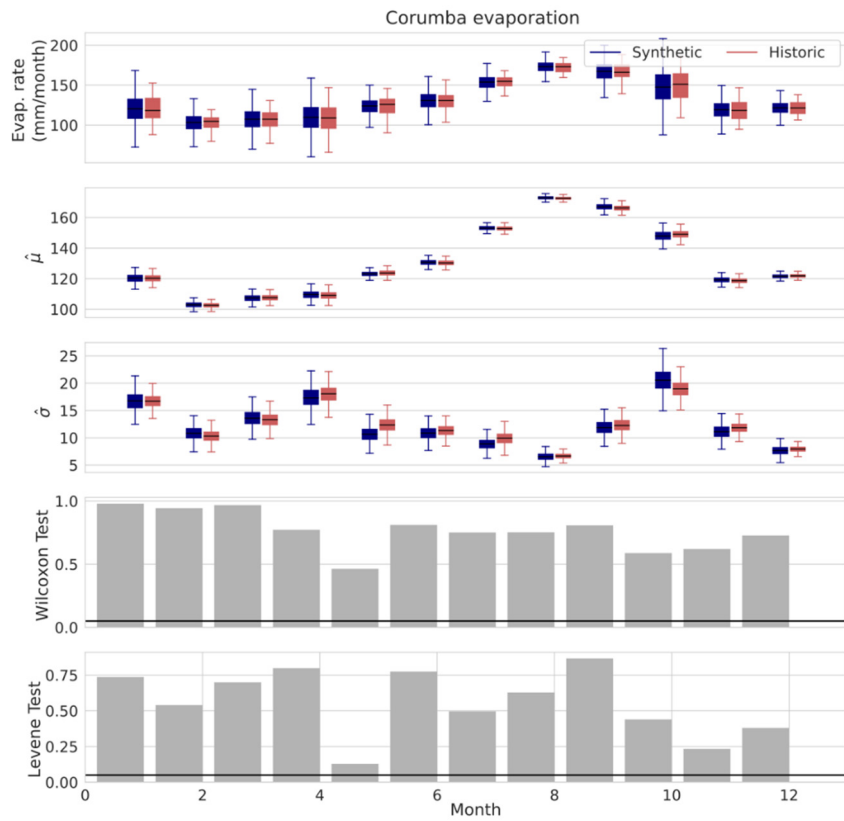 Corumba evaporation
Synthetic Historic
Evap. rate
(mm/month)
200
150
100
μ̂
160
140
120
100
σ̂
25
20
15
10
5
Wilcoxon Test
1.0
0.5
0.0
Levene Test
0.75
0.50
0.25
0.00
0 2 4 6 8 10 12
Month